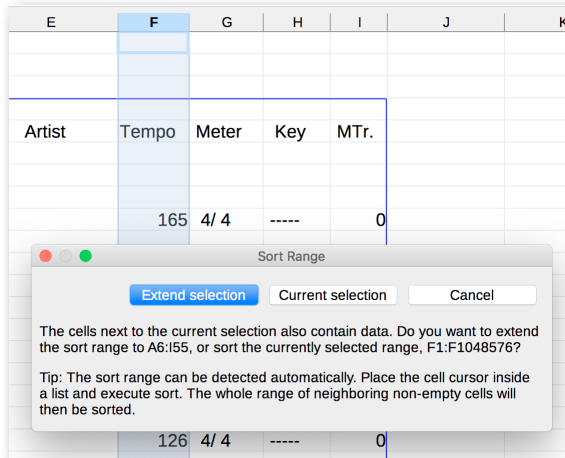 E F G H I J K
Artist Tempo Meter Key MTr.
165 4/ 4 ----- 0
Sort Range
Extend selection Current selection Cancel
The cells next to the current selection also contain data. Do you want to extend
the sort range to A6:I55, or sort the currently selected range, F1:F1048576?
Tip: The sort range can be detected automatically. Place the cell cursor inside
a list and execute sort. The whole range of neighboring non-empty cells will
then be sorted.
126 4/ 4 ----- 0